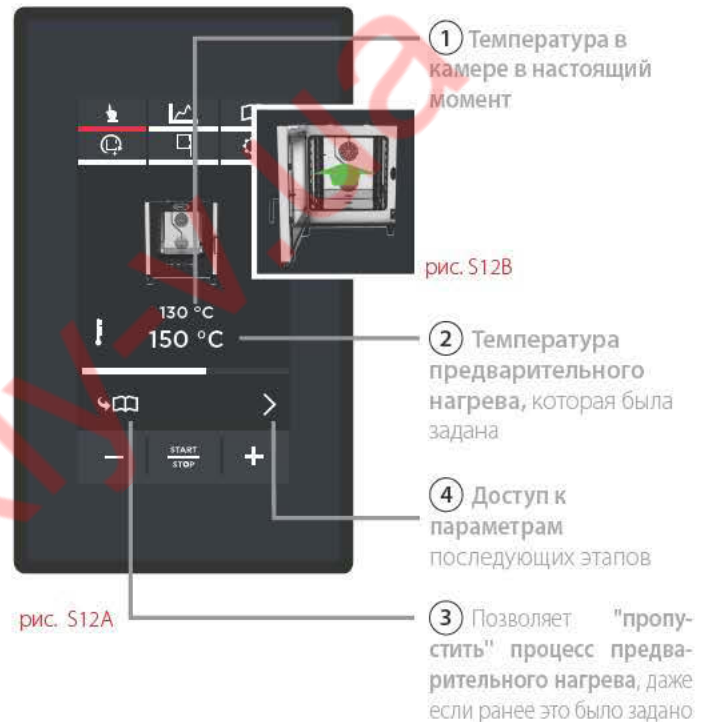 1 Температура в
камере в настоящий
момент
рис. S12B
130 °C
150 °C
2 Температура
предварительного
нагрева, которая была
задана
START
STOP
4 Доступ к
параметрам
последующих этапов
рис. S12A
3 Позволяет "пропу-
стить" процесс предва-
рительного нагрева, даже
если ранее это было задано